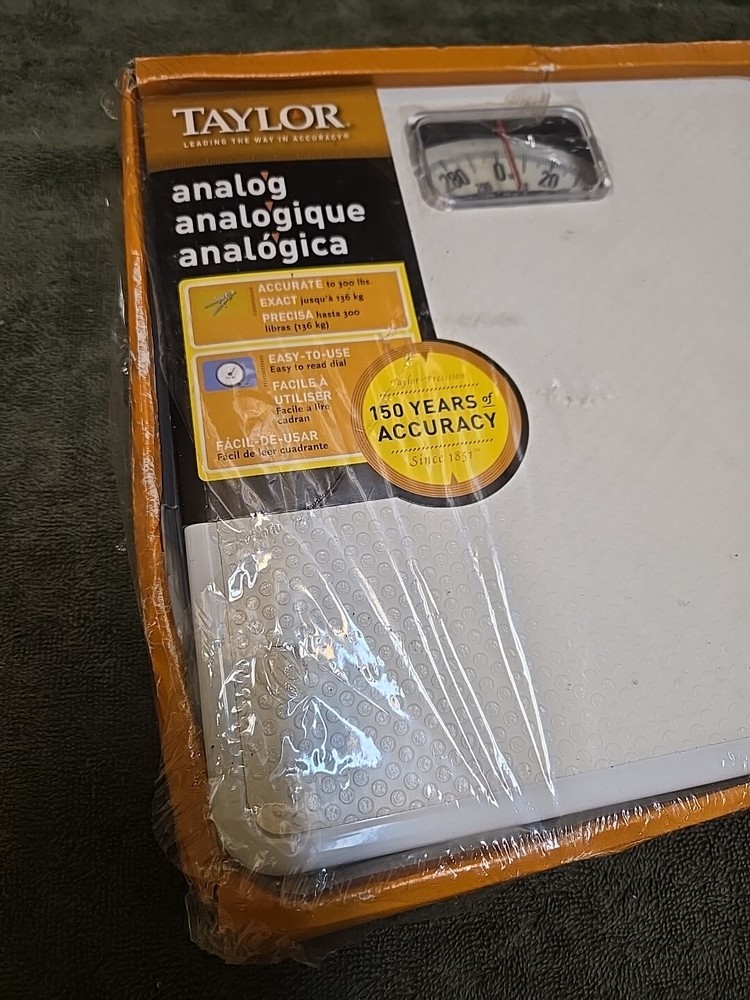 TAYLOR
LEADING THE WAY IN ACCURACY®
analog
analogique
analógica
ACCURATE to 300 lbs.
EXACT jusqu'à 136 kg
PRECISA hasta 300
libras (136 kg)
EASY-TO-USE
Easy to read dial
FACILE À
UTILISER
Facile a lire
cadran
FÁCIL-DE-USAR
Fácil de leer cuadrante
Taylor Precision
150 YEARS of
ACCURACY
Since 1851
280 0 20